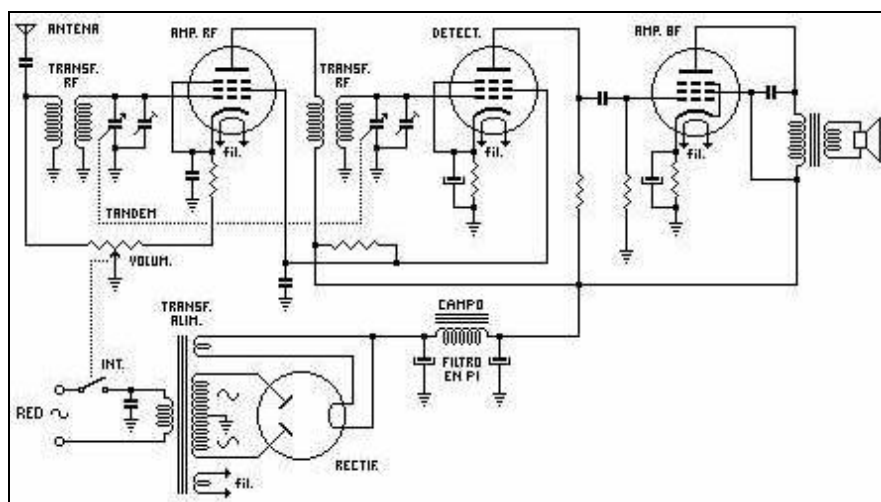 ANTENA
AMP. RF
DETECT.
AMP. BF
TRANSF.
RF
TRANSF.
RF
fil.
fil.
fil.
TANDEM
VOLUM.
TRANSF.
ALIM.
CAMPO
INT.
FILTRO
EN PI
RED
RECTIF.
fil.